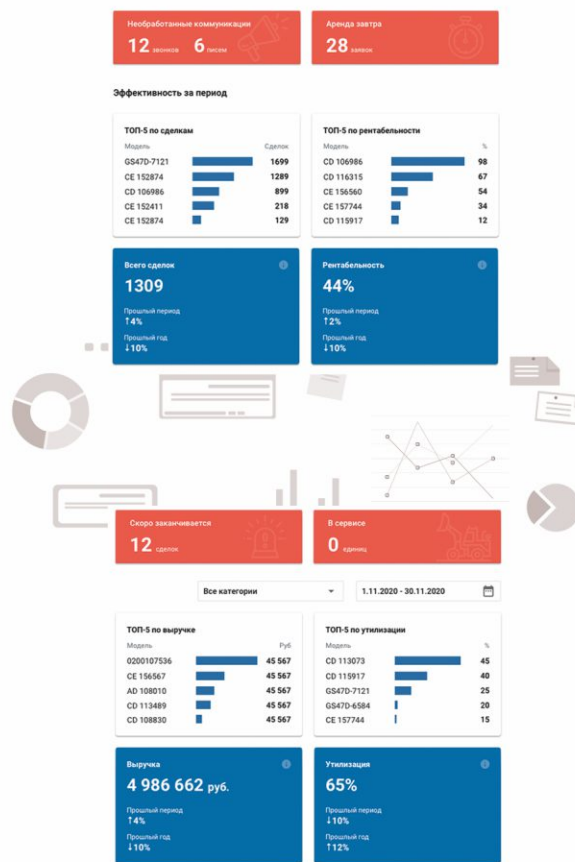 Необработанные коммуникации
12 звонков 6 писем
Аренда завтра
28 заявок
Эффективность за период
ТОП-5 по сделкам
Модель Сделок
GS47D-7121 1699
CE 152874 1289
CD 106986 899
CE 152411 218
CE 152874 129
ТОП-5 по рентабельности
Модель %
CD 106986 98
CD 116315 67
CE 156560 54
CE 157744 34
CD 115917 12
Всего сделок
1309
Прошлый период
↑4%
Прошлый год
↓10%
Рентабельность
44%
Прошлый период
↑2%
Прошлый год
↓10%
Скоро заканчивается
12 сделок
В сервисе
0 единиц
Все категории
1.11.2020 - 30.11.2020
ТОП-5 по выручке
Модель Руб
0200107536 45 567
CE 156567 45 567
AD 108010 45 567
CD 113489 45 567
CD 108830 45 567
ТОП-5 по утилизации
Модель %
CD 113073 45
CD 115917 40
GS47D-7121 25
GS47D-6584 20
CE 157744 15
Выручка
4 986 662 руб.
Прошлый период
↑4%
Прошлый год
↓10%
Утилизация
65%
Прошлый период
↓10%
Прошлый год
↑12%